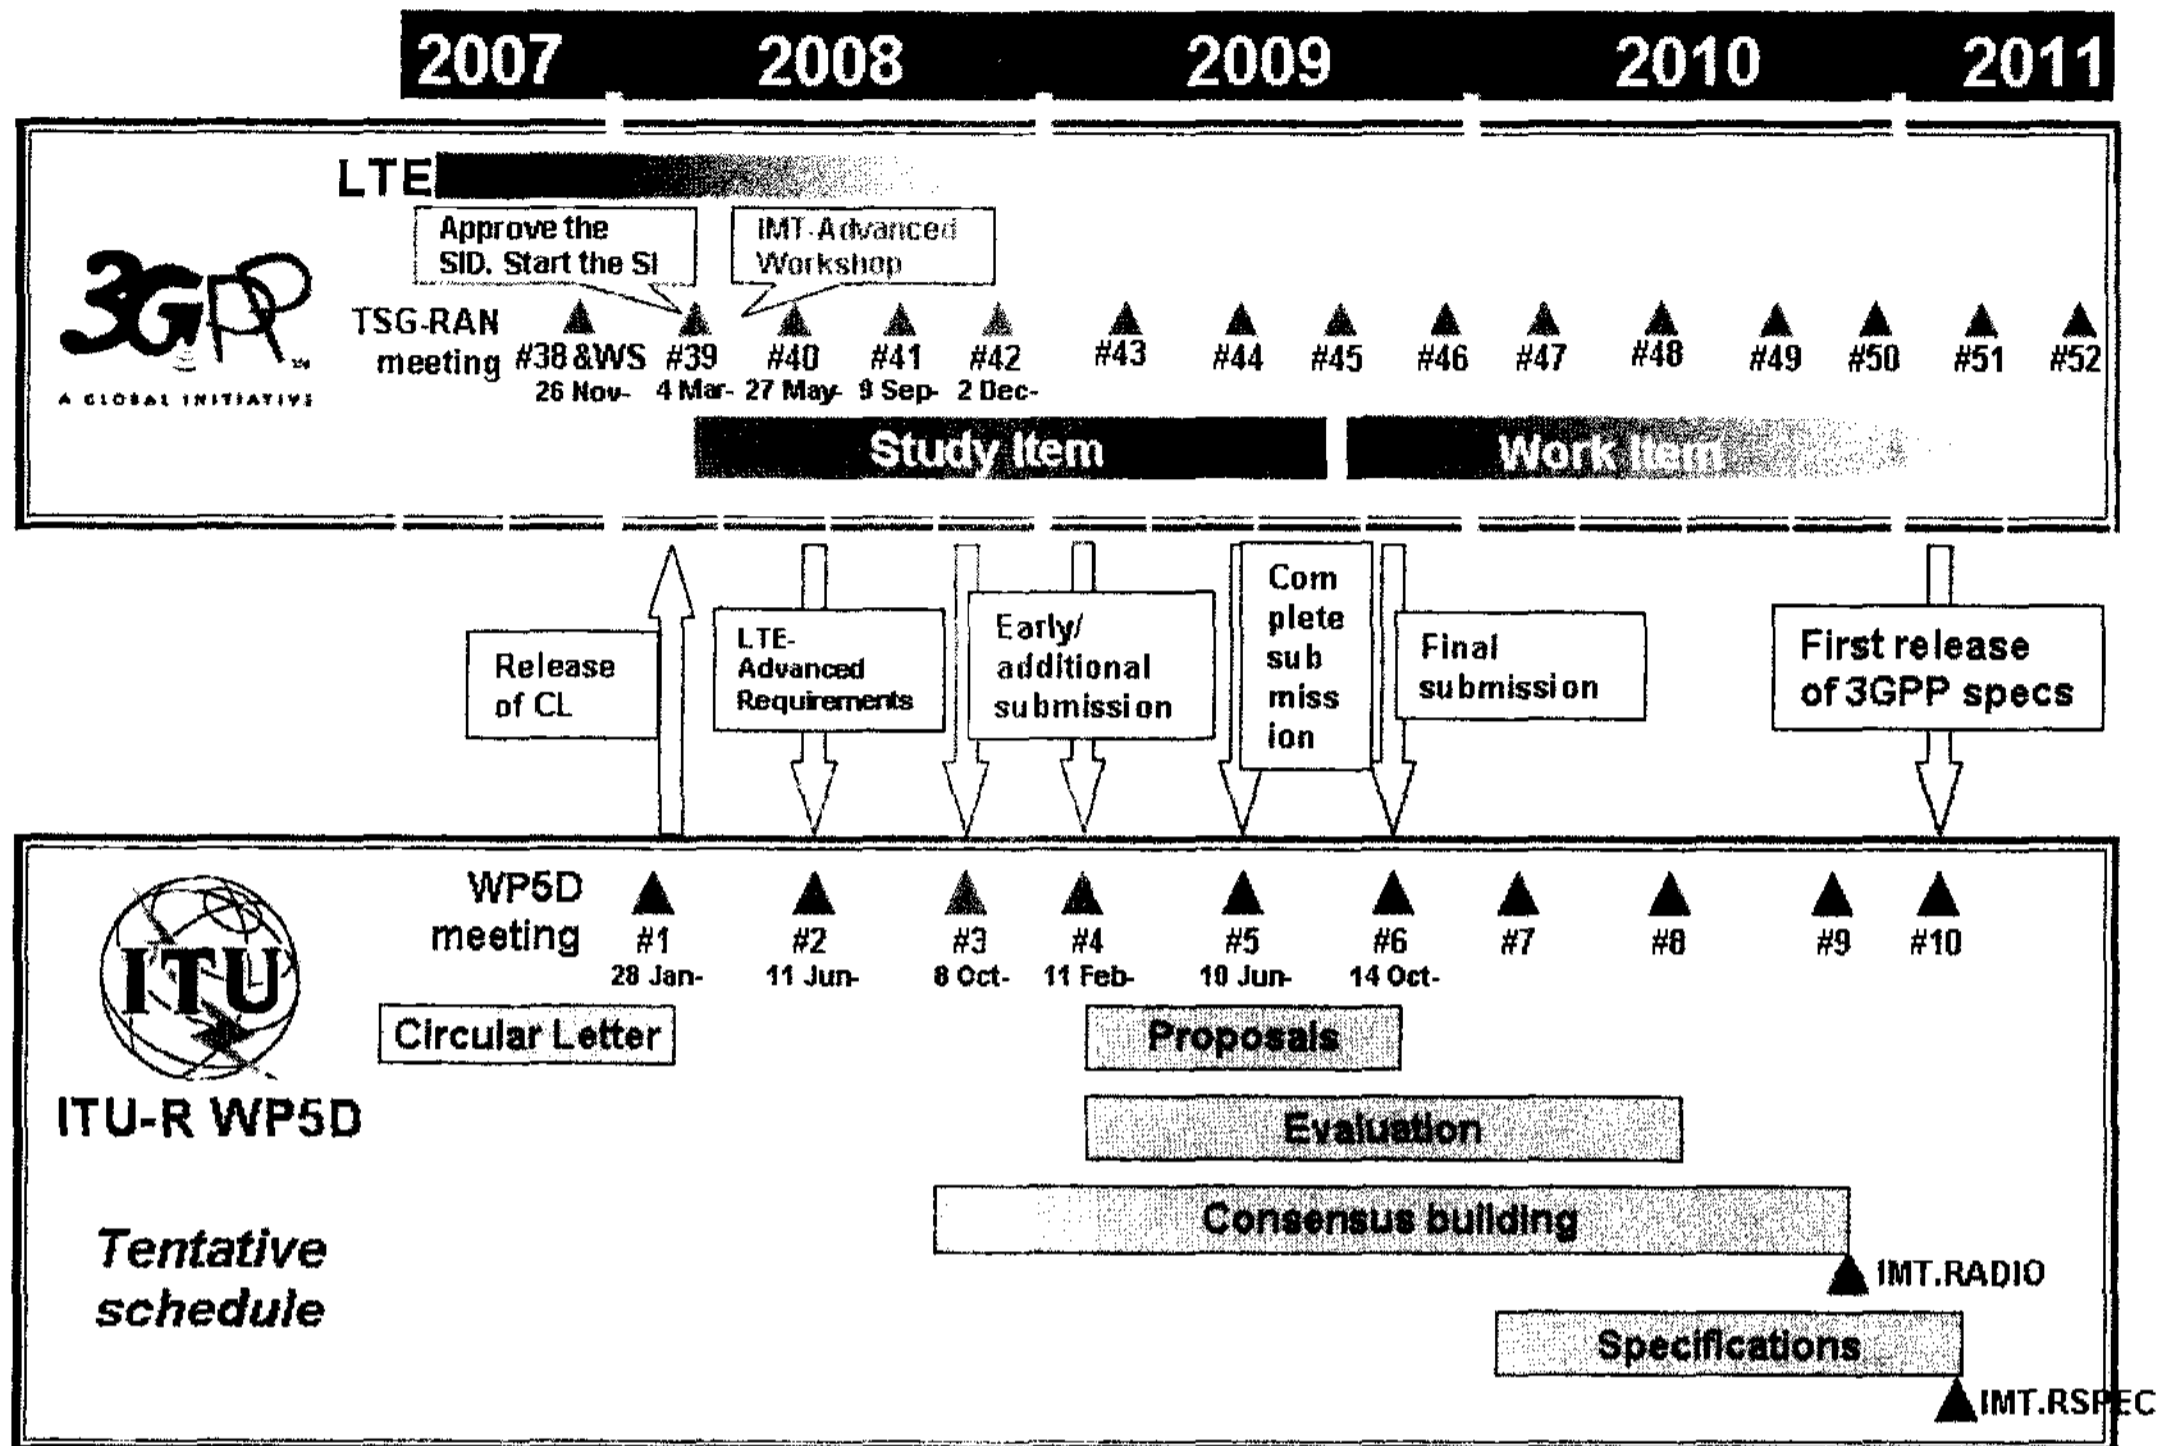 2007 2008 2009 2010 2011
LTE
Approve the
SID. Start the SI
IMT-Advanced
Workshop
3GPP
TM
A GLOBAL INITIATIVE
TSG-RAN
meeting
#38 &WS #39 #40 #41 #42 #43 #44 #45 #46 #47 #48 #49 #50 #51 #52
26 Nov- 4 Mar- 27 May- 9 Sep- 2 Dec-
Study Item
Work Item
Release
of CL
LTE-
Advanced
Requirements
Early/
additional
submission
Com
plete
sub
miss
ion
Final
submission
First release
of 3GPP specs
ITU
ITU-R WP5D
WP5D
meeting
#1 #2 #3 #4 #5 #6 #7 #8 #9 #10
28 Jan- 11 Jun- 8 Oct- 11 Feb- 10 Jun- 14 Oct-
Circular Letter
Proposals
Evaluation
Consensus building
IMT.RADIO
Tentative
schedule
Specifications
IMT.RSPEC